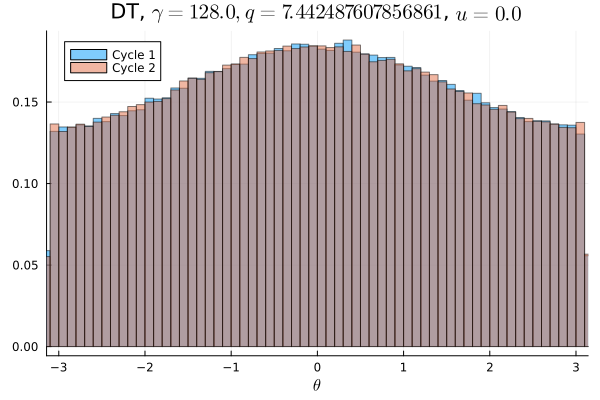 DT, γ = 128.0, q = 7.442487607856861, u = 0.0
Cycle 1
Cycle 2
0.15
0.10
0.05
0.00
−3 −2 −1 0 1 2 3
θ